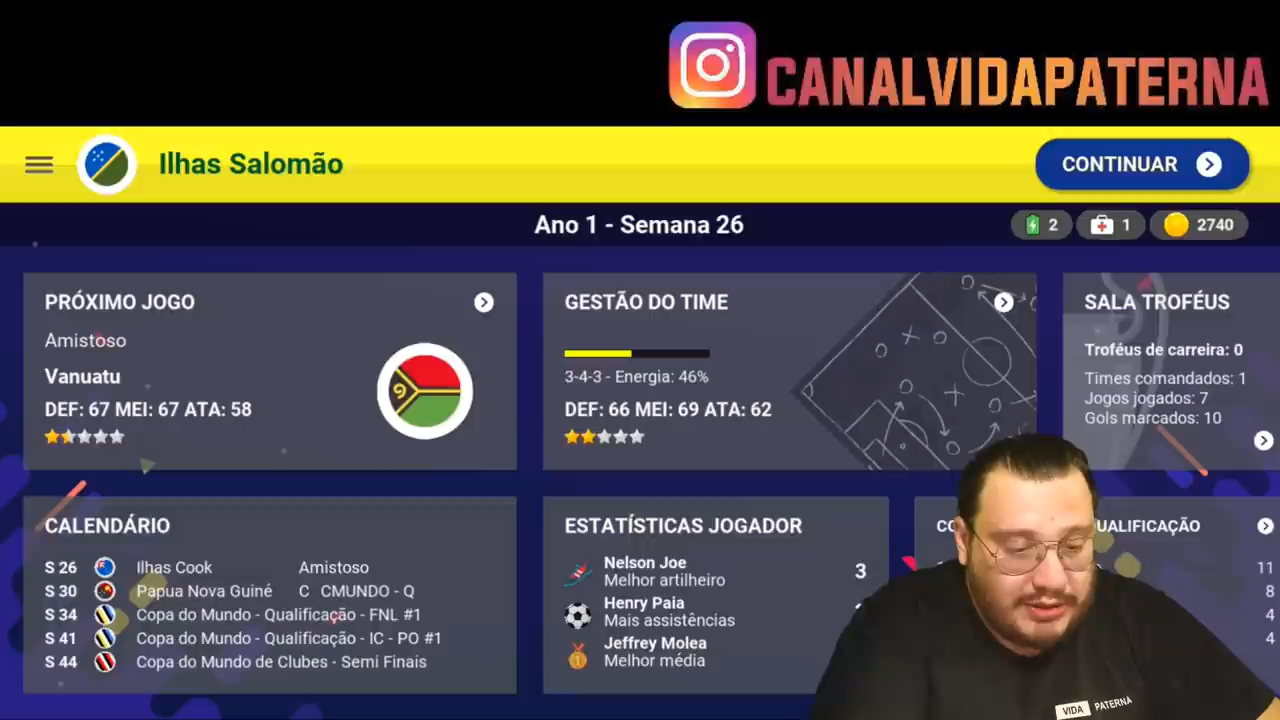 CANALVIDAPATERNA
Ilhas Salomão
CONTINUAR
Ano 1 - Semana 26
2
1
2740
PRÓXIMO JOGO
Amistoso
Vanuatu
DEF: 67 MEI: 67 ATA: 58
GESTÃO DO TIME
3-4-3 - Energia: 46%
DEF: 66 MEI: 69 ATA: 62
SALA TROFÉUS
Troféus de carreira: 0
Times comandados: 1
Jogos jogados: 7
Gols marcados: 10
CALENDÁRIO
S 26 Ilhas Cook Amistoso
S 30 Papua Nova Guiné C CMUNDO - Q
S 34 Copa do Mundo - Qualificação - FNL #1
S 41 Copa do Mundo - Qualificação - IC - PO #1
S 44 Copa do Mundo de Clubes - Semi Finais
ESTATÍSTICAS JOGADOR
Nelson Joe
Melhor artilheiro
3
Henry Paia
Mais assistências
Jeffrey Molea
Melhor média
UALIFICAÇÃO
11
8
4
4
VIDA PATERNA